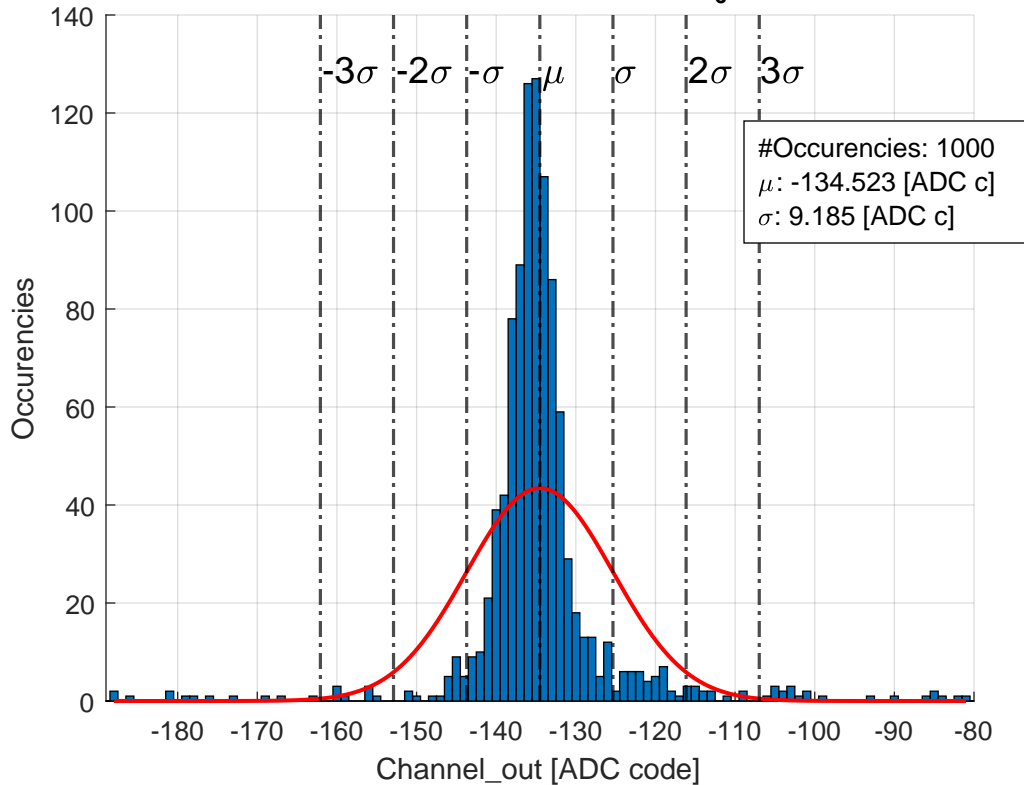 140
120
100
80
60
40
20
0
Occurencies
-3σ
-2σ
-σ
μ
σ
2σ
3σ
#Occurencies: 1000
μ: -134.523 [ADC c]
σ: 9.185 [ADC c]
-180
-170
-160
-150
-140
-130
-120
-110
-100
-90
-80
Channel_out [ADC code]